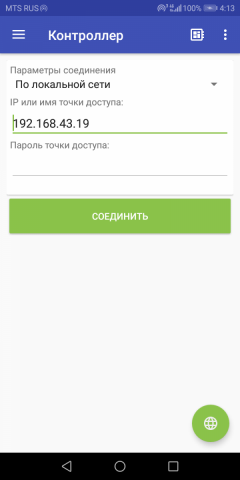 MTS RUS 100% 4:13
Контроллер
Параметры соединения
По локальной сети
IP или имя точки доступа:
192.168.43.19
Пароль точки доступа:
СОЕДИНИТЬ